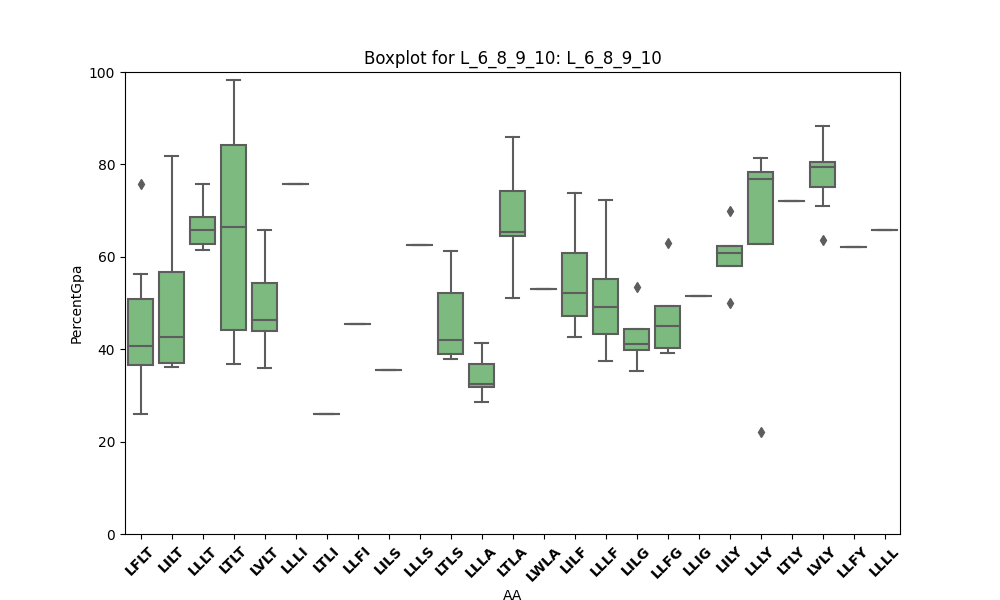 Boxplot for L_6_8_9_10: L_6_8_9_10
100
80
60
40
20
0
PercentGpa
LFLT LILT LLLT LTLT LVLT LLLI LTLI LLFI LILS LLLS LTLS LLLA LTLA LWLA LILF LLLF LILG LLFG LLIG LILY LLLY LTLY LVLY LLFY LLLL
AA